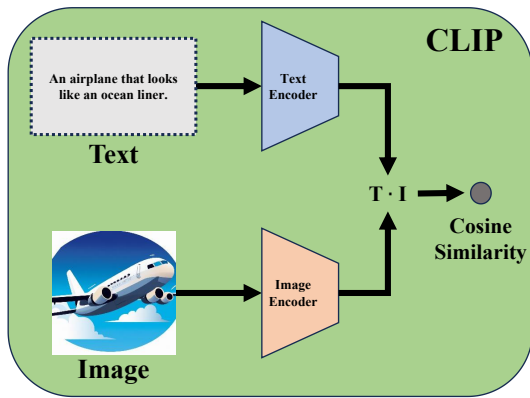 CLIP
An airplane that looks
like an ocean liner.
Text
Text
Encoder
T · I
Cosine
Similarity
Image
Encoder
Image